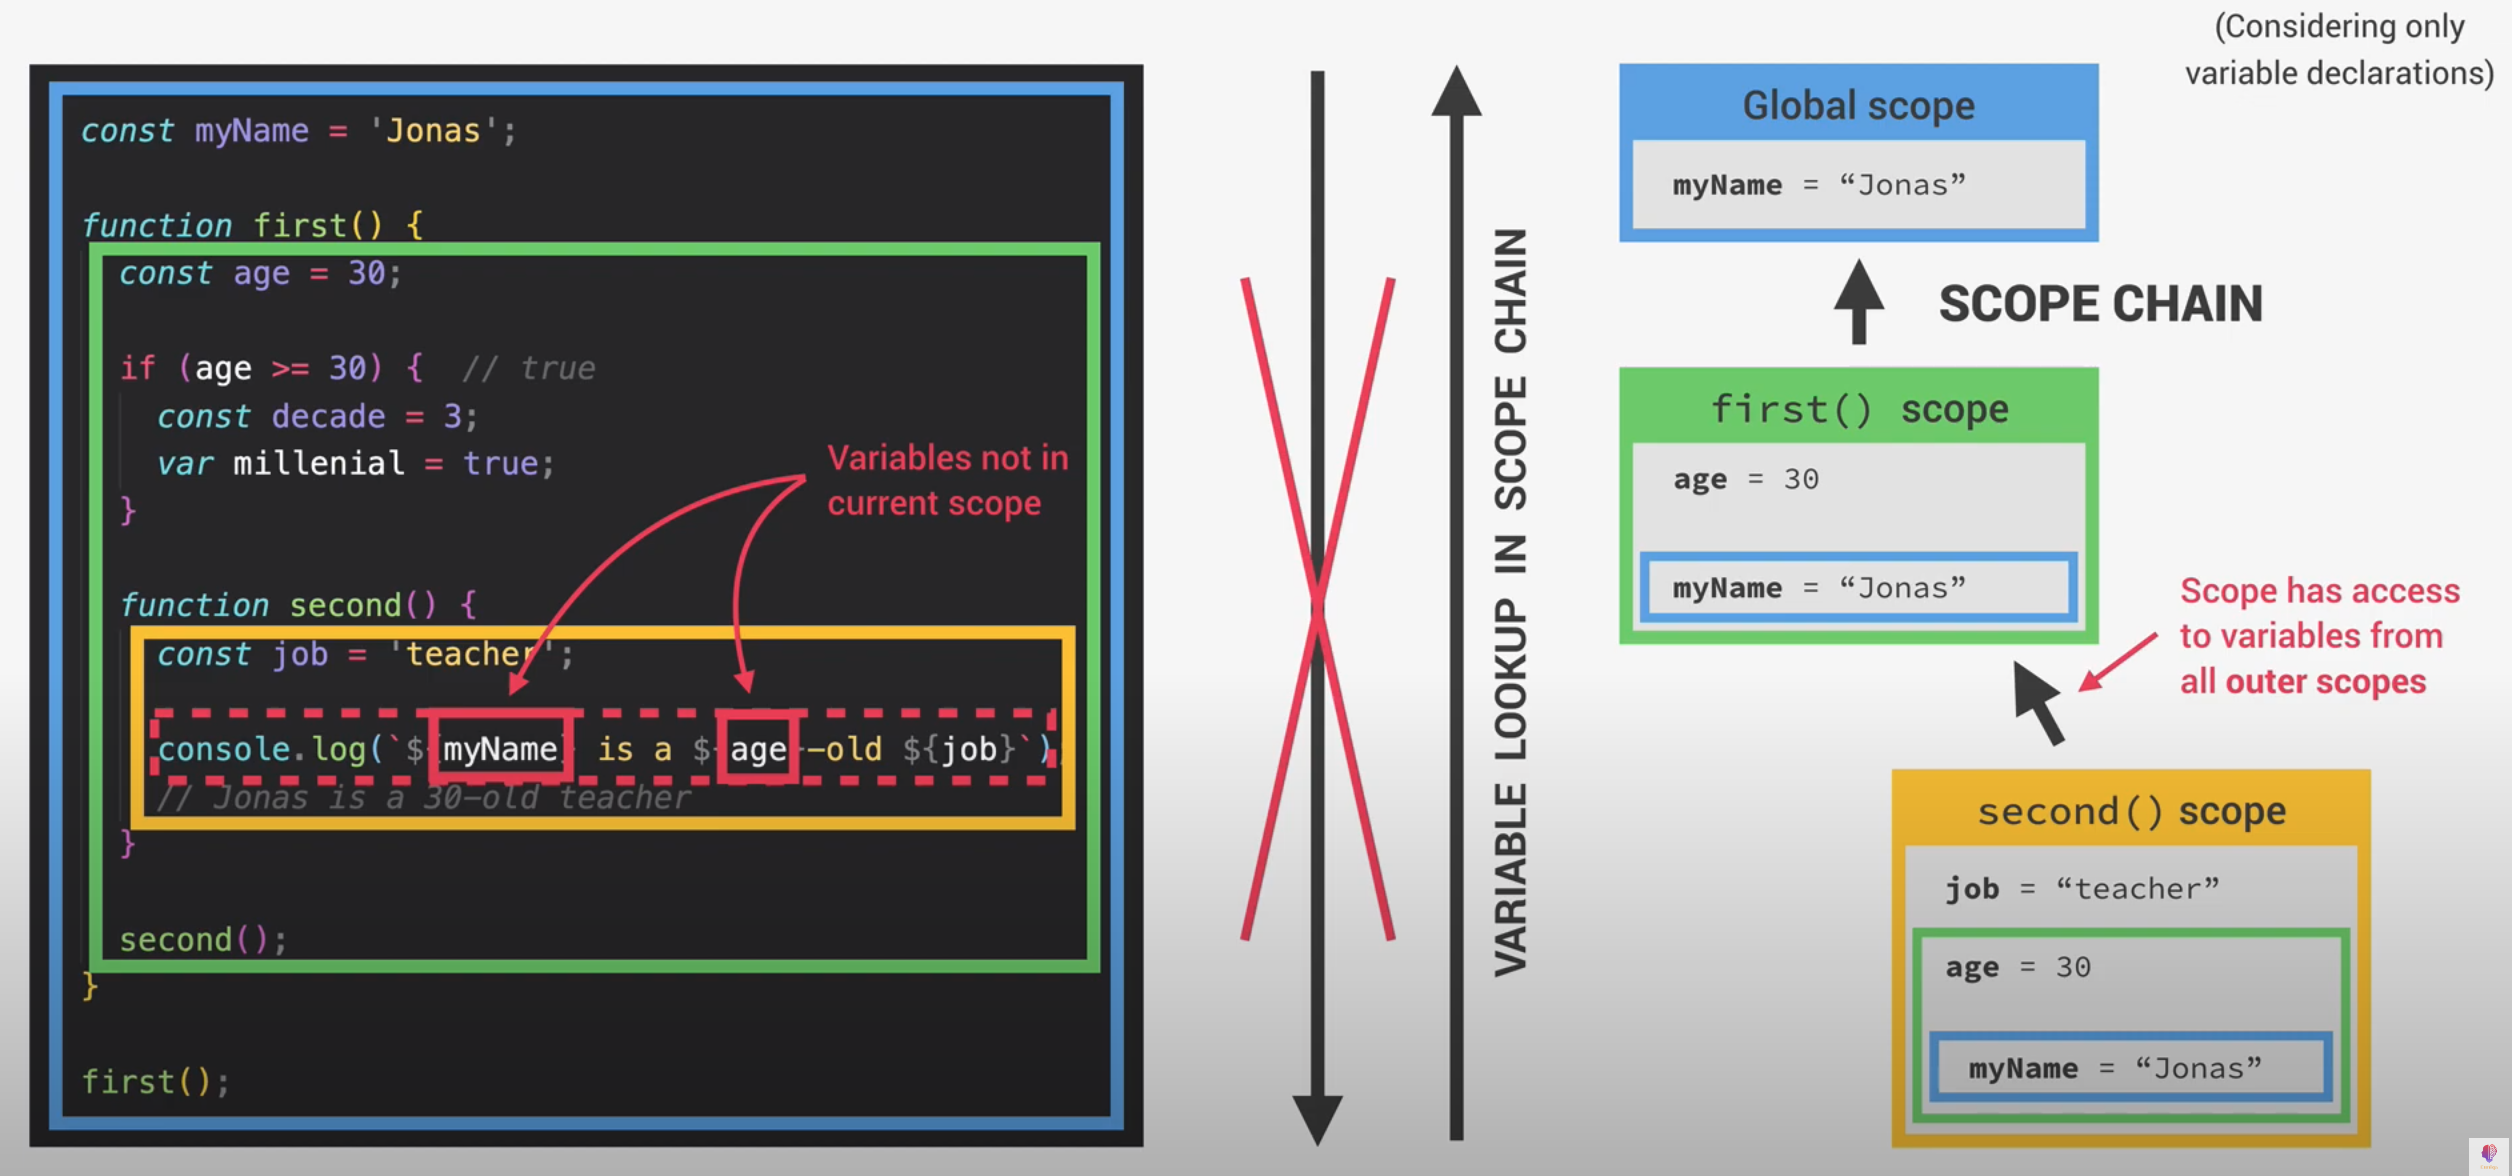 (Considering only
variable declarations)
const myName = 'Jonas';
function first() {
const age = 30;
if (age >= 30) { // true
const decade = 3;
var millenial = true;
}
function second() {
const job = 'teacher';
console.log(`${myName} is a ${age}-old ${job}`)
// Jonas is a 30-old teacher
}
second();
}
first();
Variables not in
current scope
VARIABLE LOOKUP IN SCOPE CHAIN
Global scope
myName = “Jonas”
SCOPE CHAIN
first() scope
age = 30
myName = “Jonas”
Scope has access
to variables from
all outer scopes
second() scope
job = “teacher”
age = 30
myName = “Jonas”